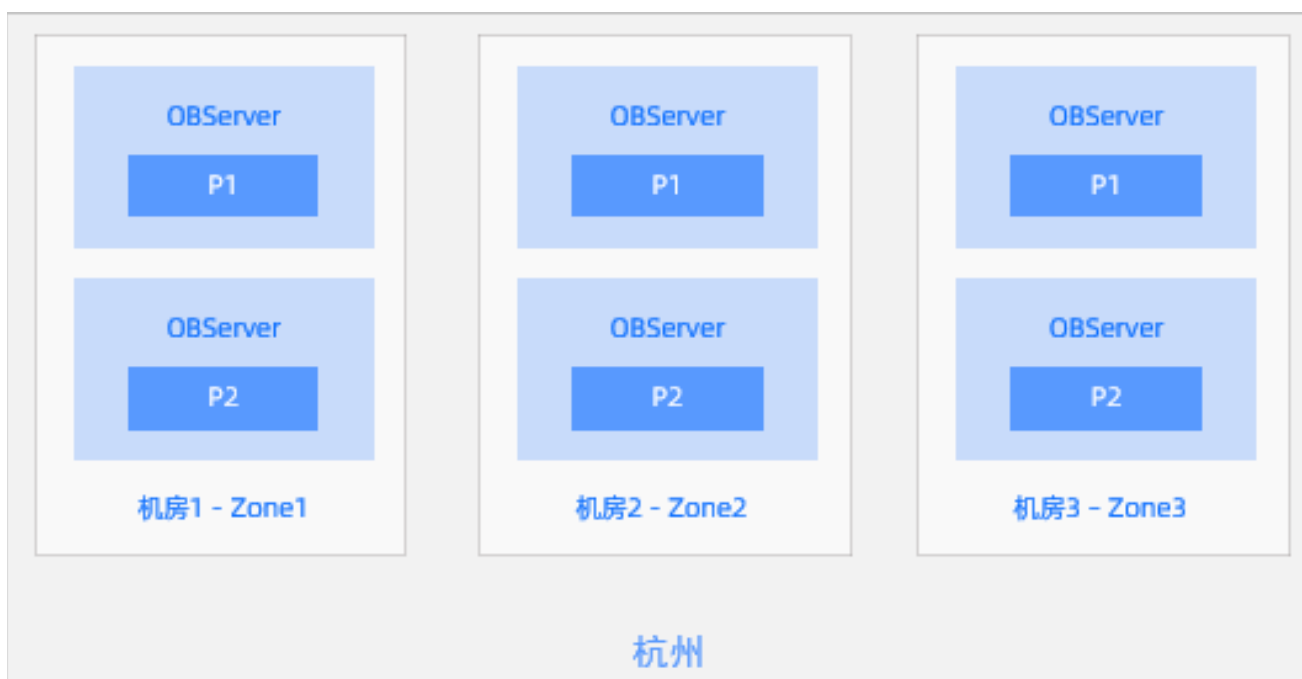 OBServer
P1
OBServer
P2
机房1 - Zone1
OBServer
P1
OBServer
P2
机房2 - Zone2
OBServer
P1
OBServer
P2
机房3 - Zone3
杭州